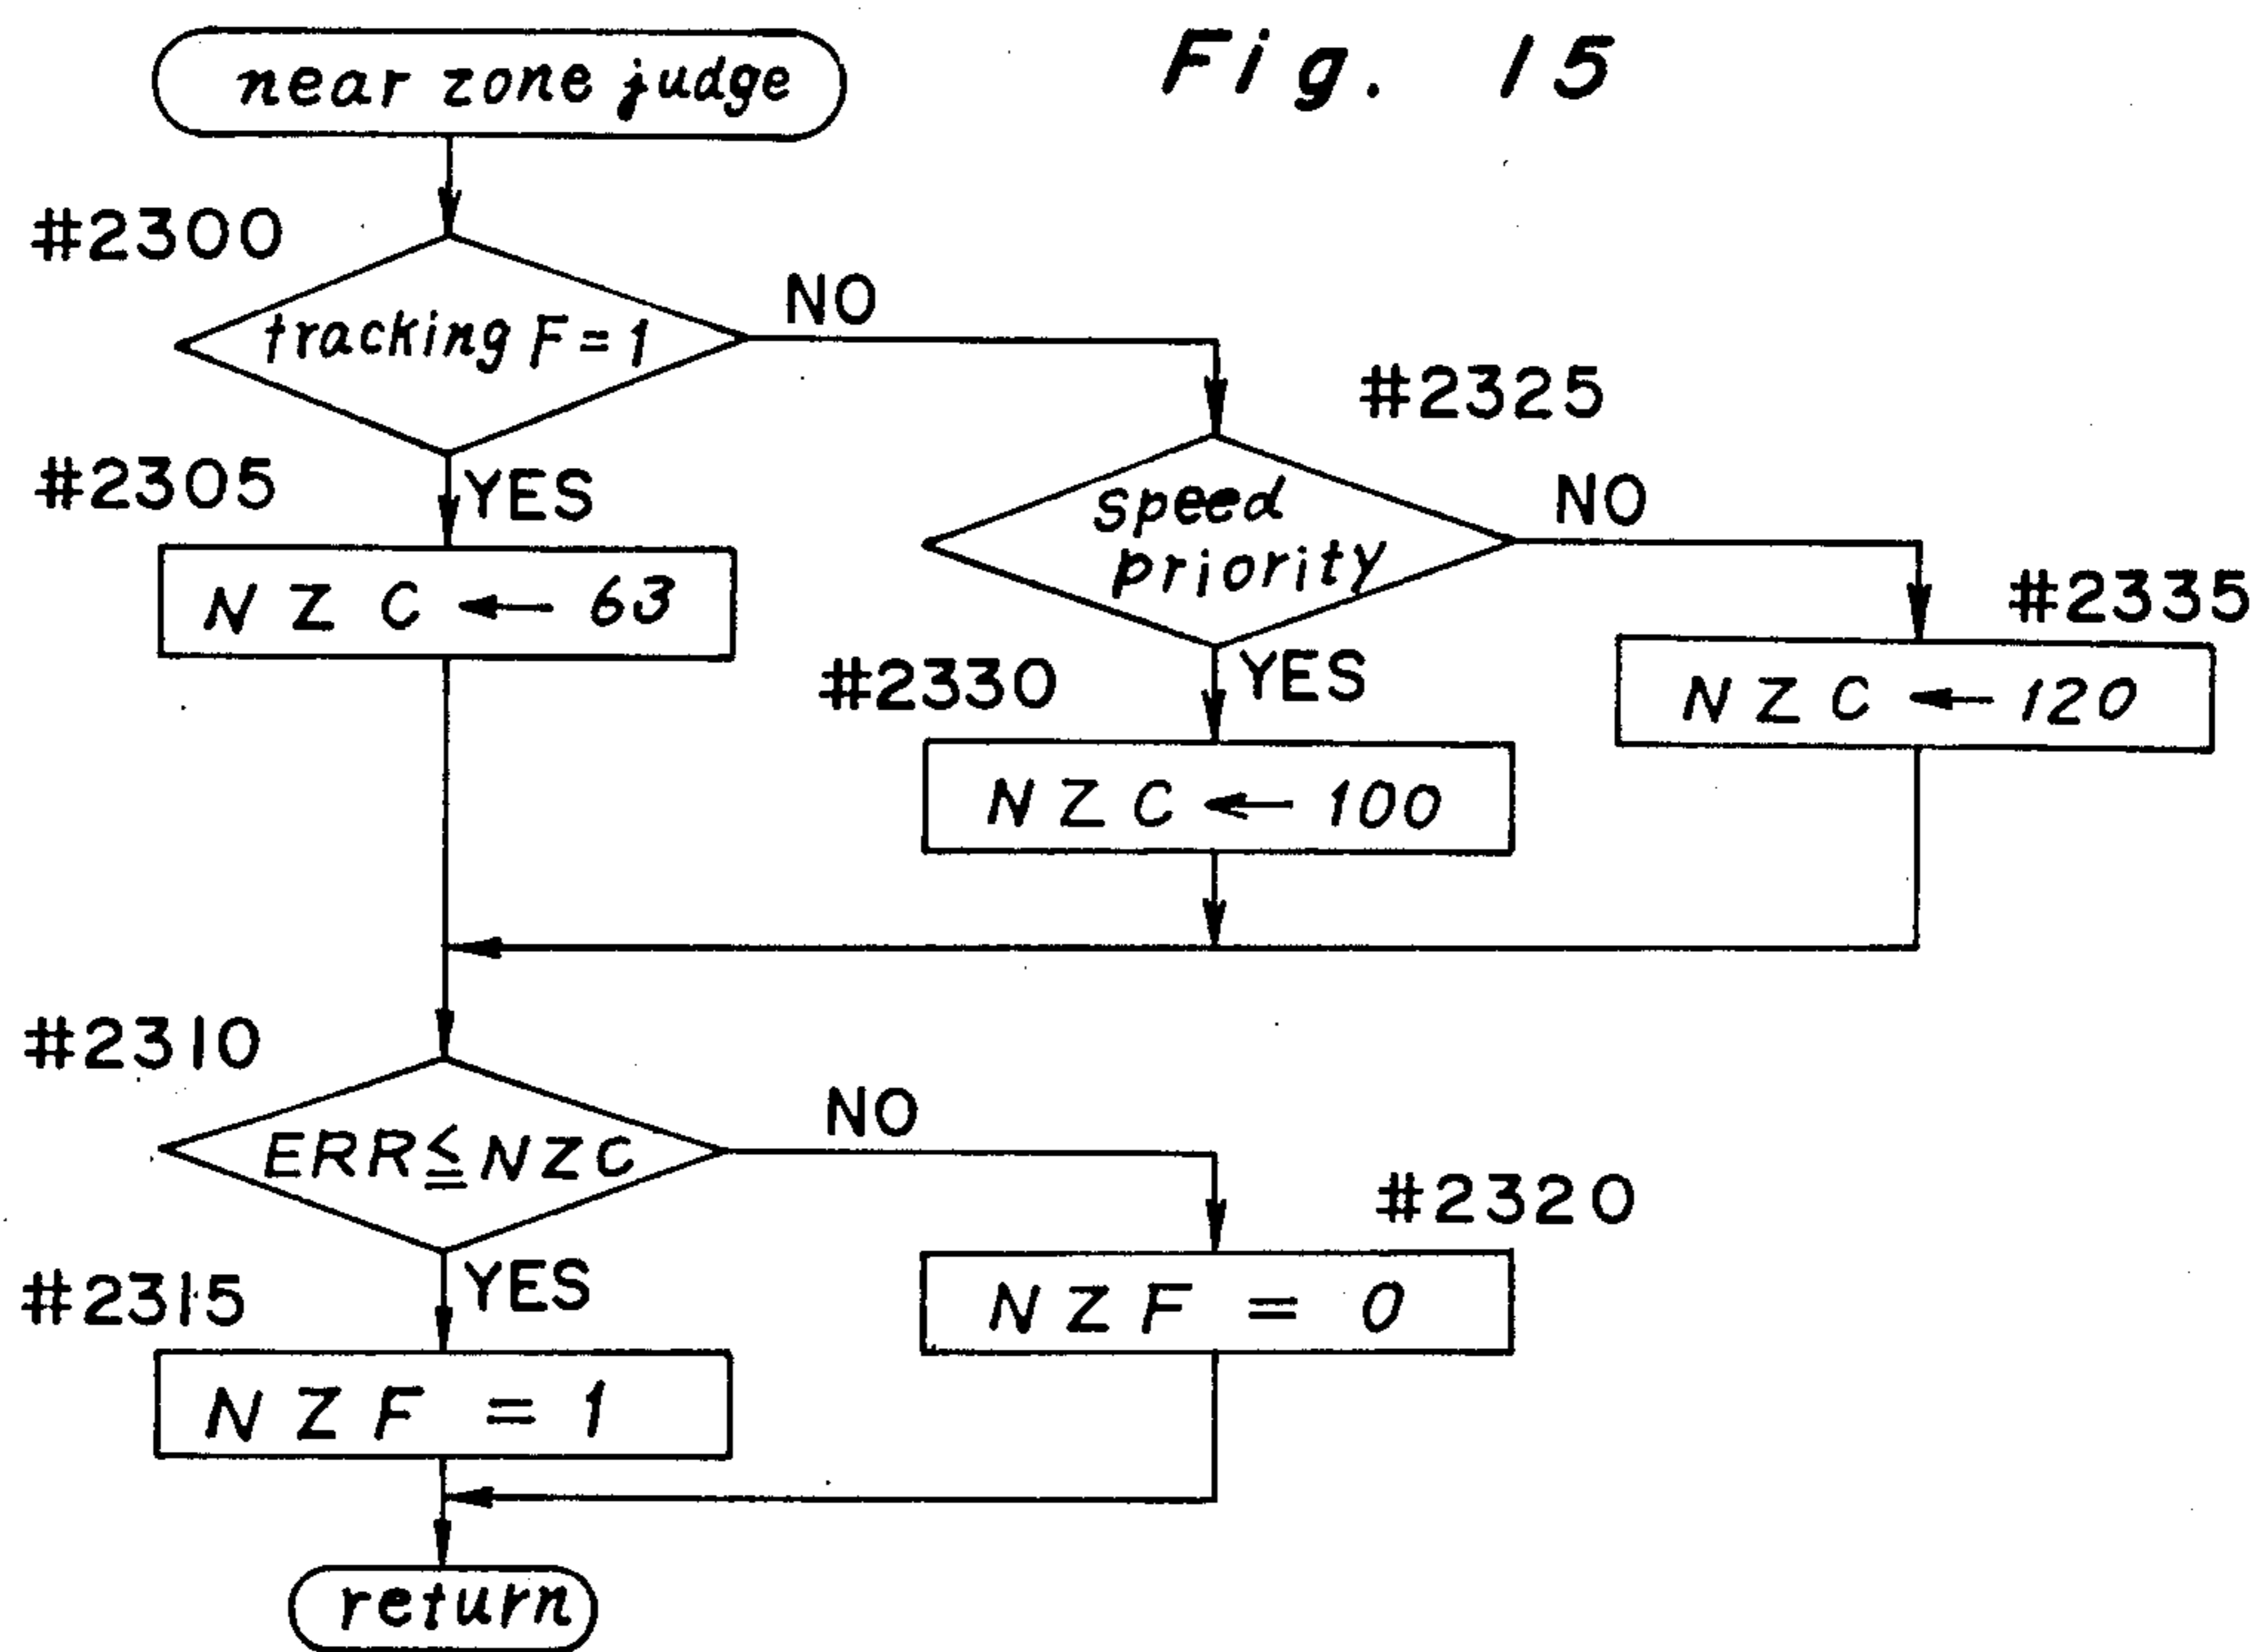 Fig. 15
near zone judge
#2300
tracking F = 1
NO
#2305
YES
NZC ← 63
#2325
speed
priority
NO
#2330
YES
NZC ← 100
#2335
NZC ← 120
#2310
ERR ≦ NZC
NO
#2315
YES
NZF = 1
#2320
NZF = 0
return